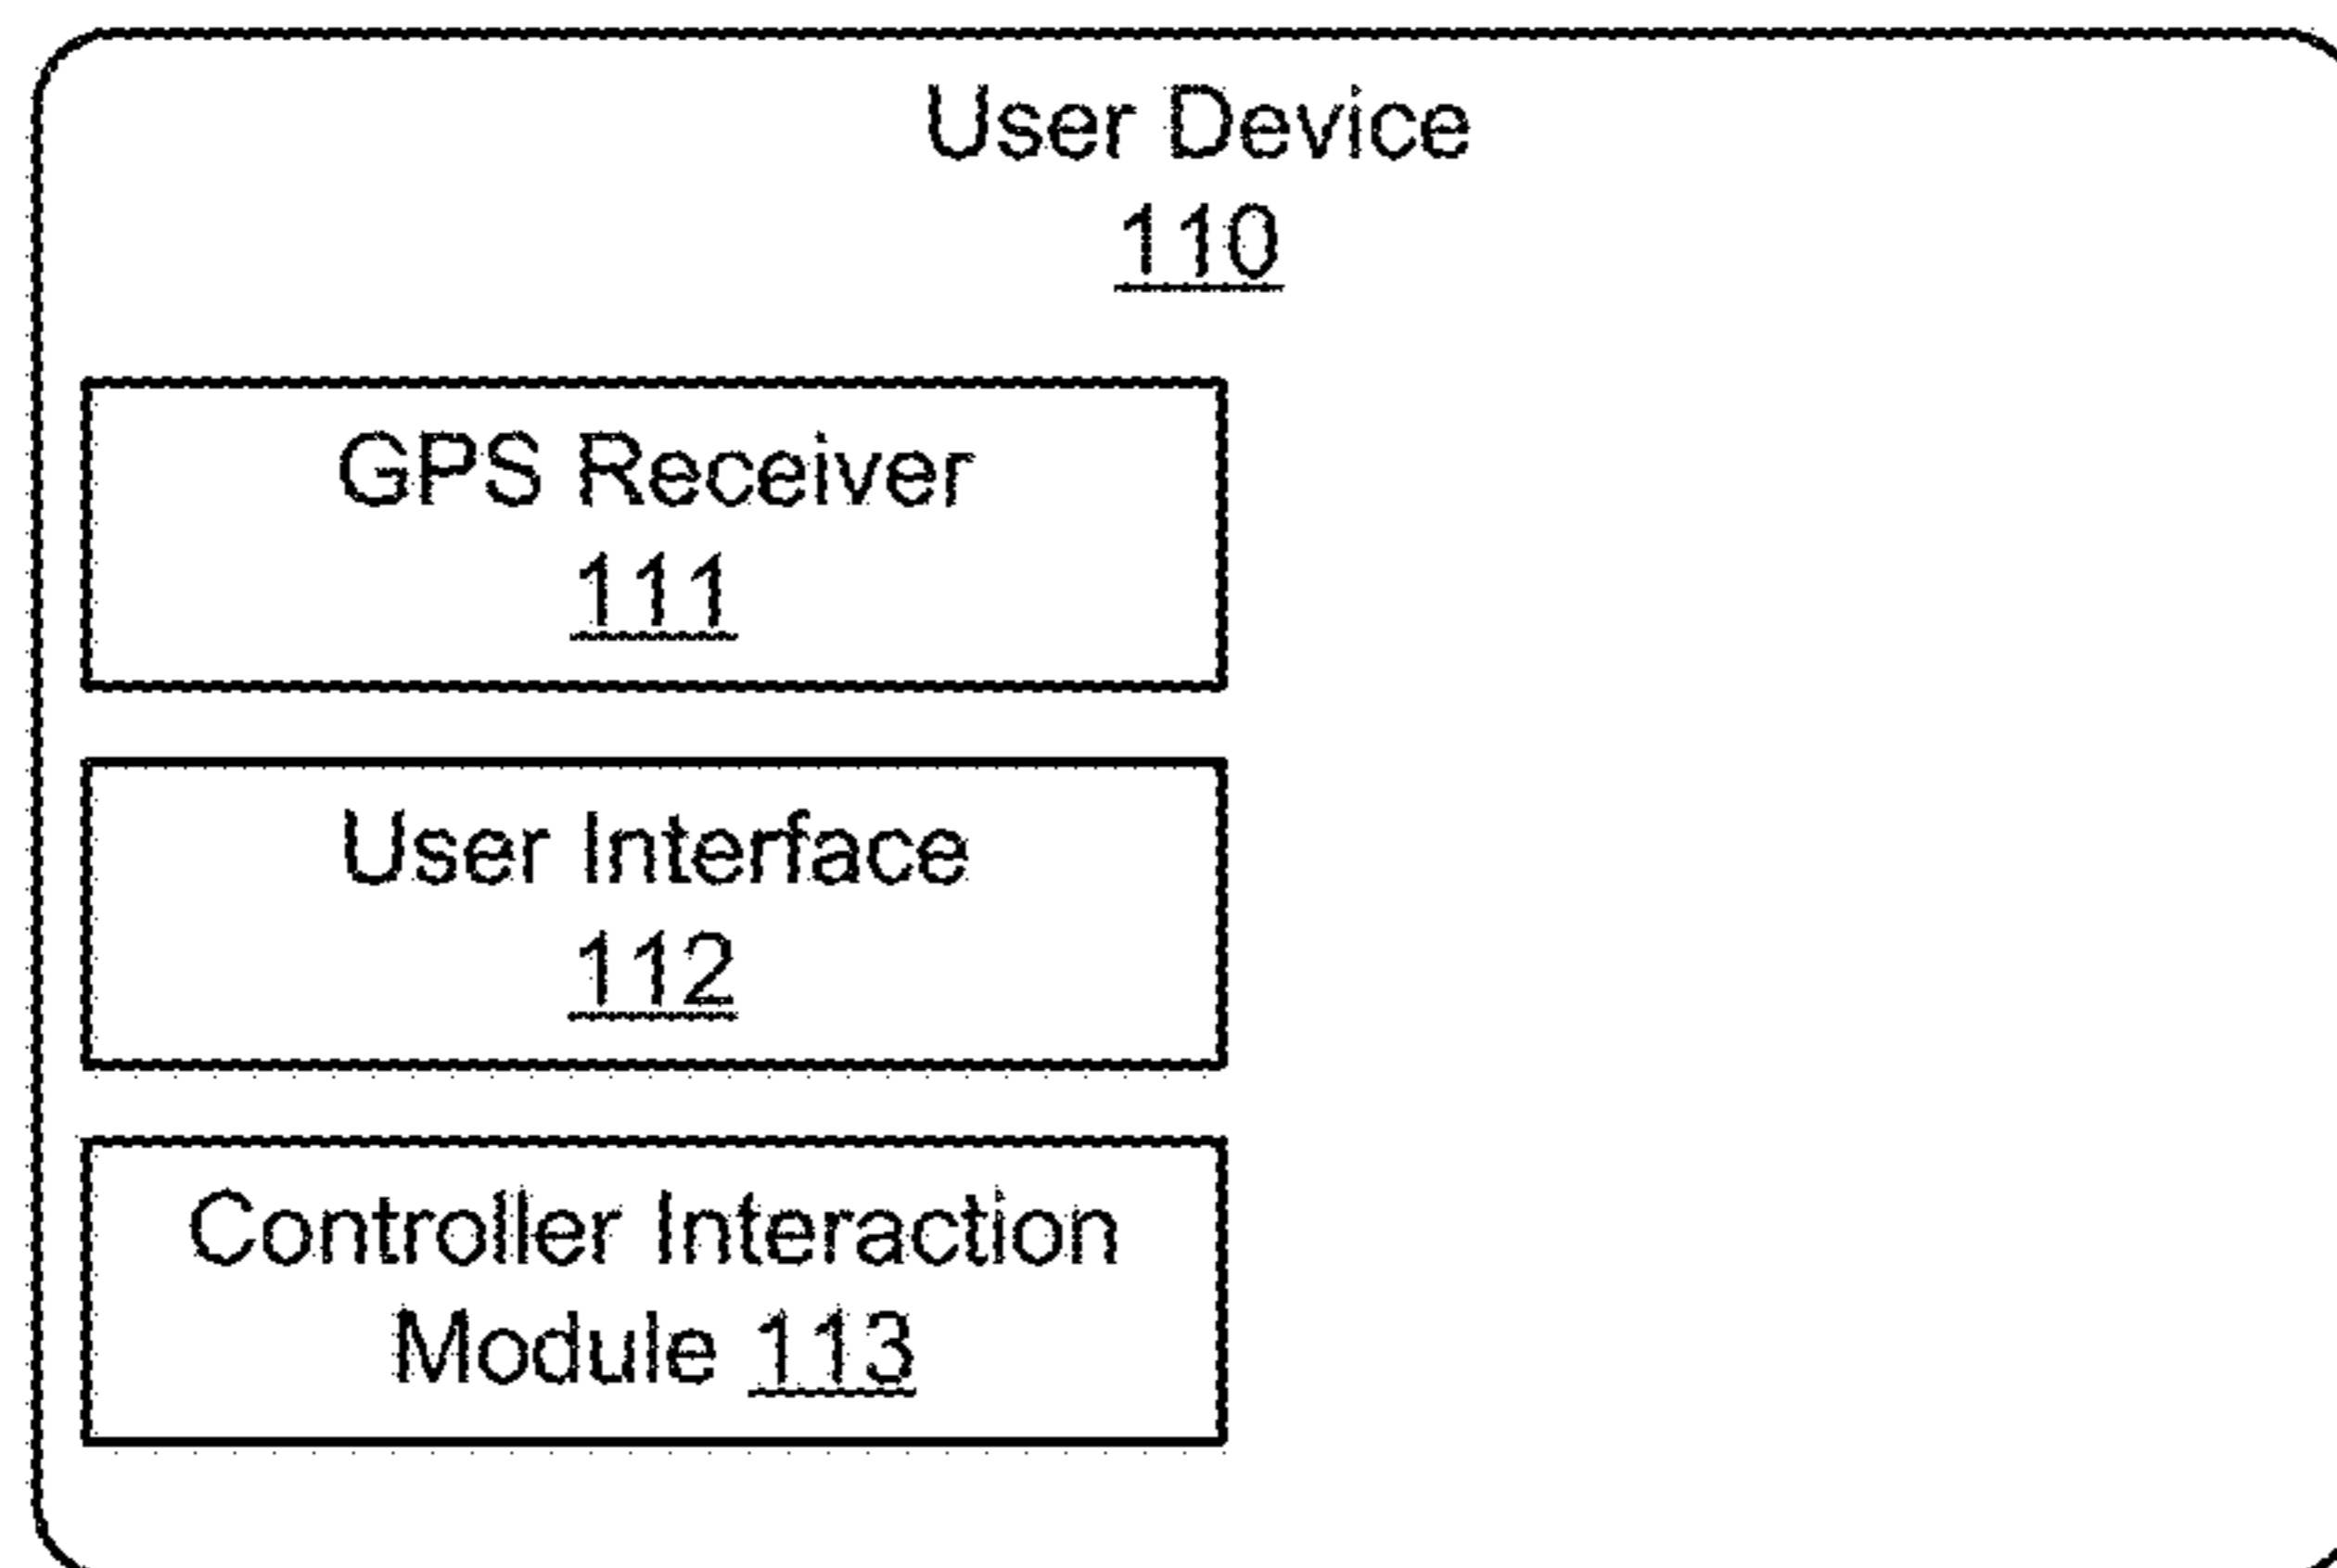 User Device
110
GPS Receiver
111
User Interface
112
Controller Interaction
Module 113